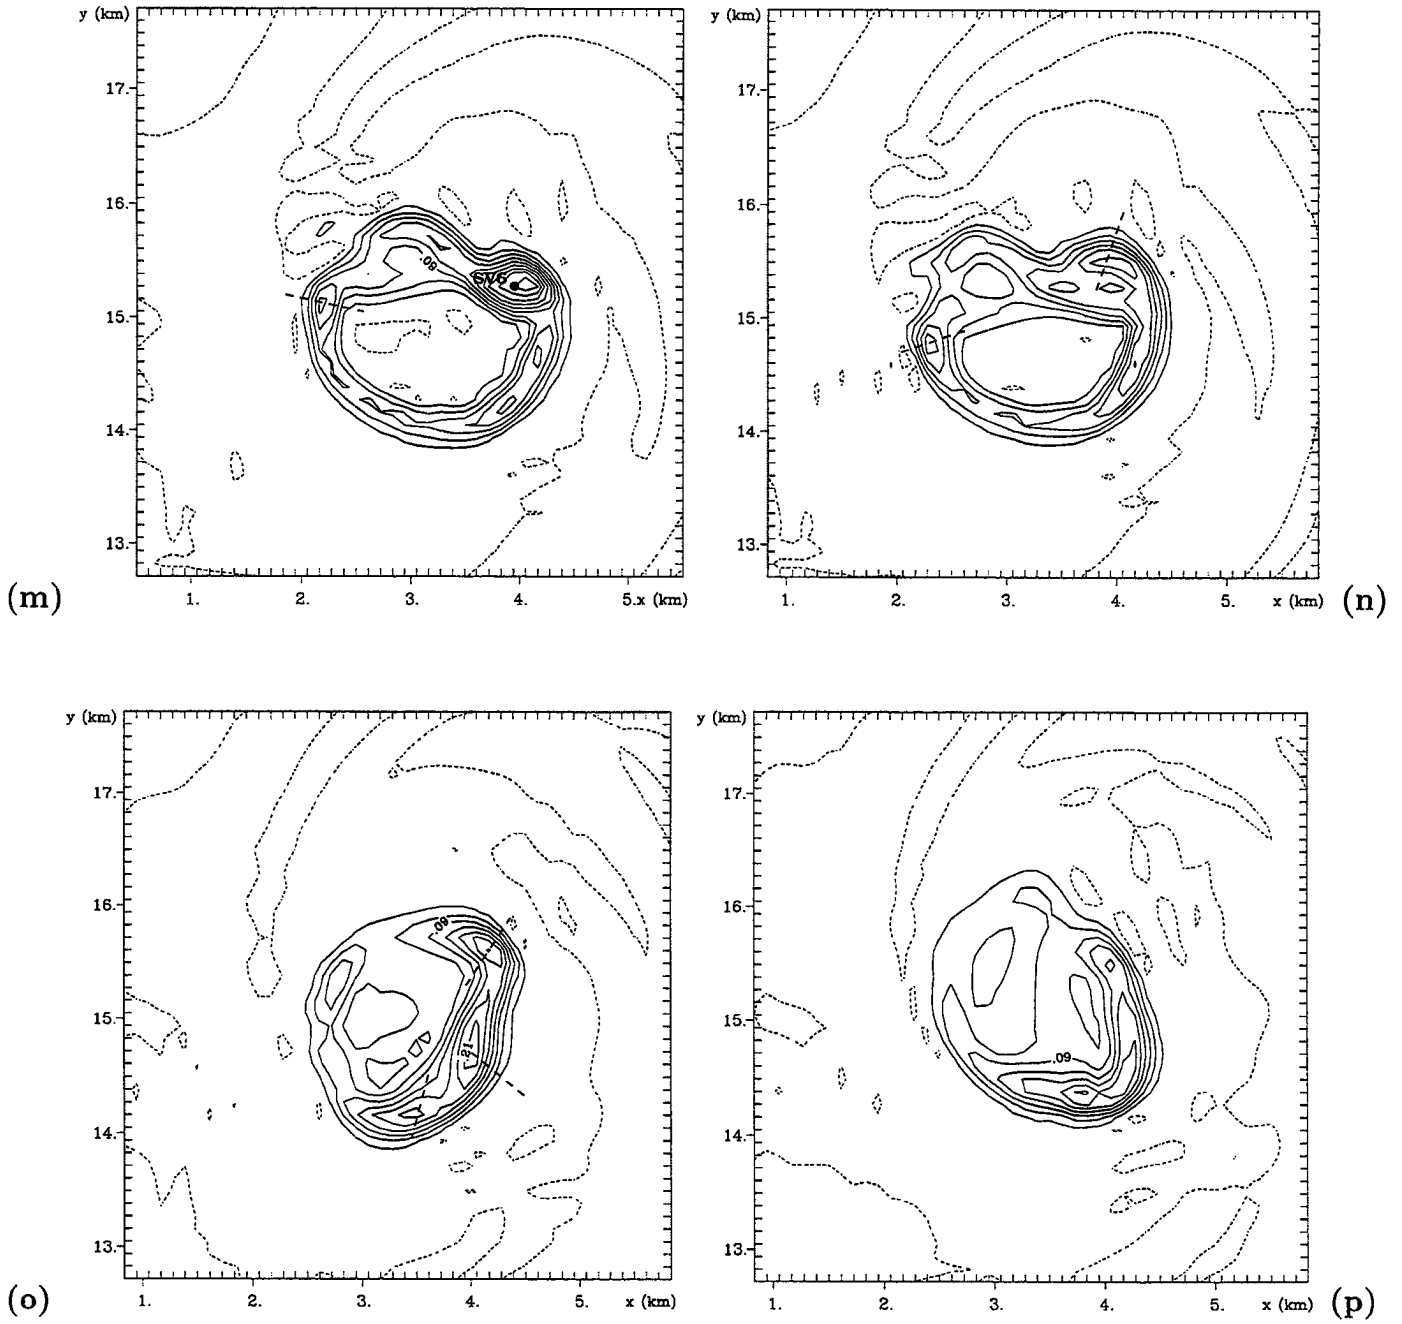 y (km)
17.
16.
15.
14.
13.
.09
SV6
1. 2. 3. 4. 5. x (km)
(m)
y (km)
17.
16.
15.
14.
13.
1. 2. 3. 4. 5. x (km)
(n)
y (km)
17.
16.
15.
14.
13.
.09
.21
1. 2. 3. 4. 5. x (km)
(o)
y (km)
17.
16.
15.
14.
13.
.09
1. 2. 3. 4. 5. x (km)
(p)